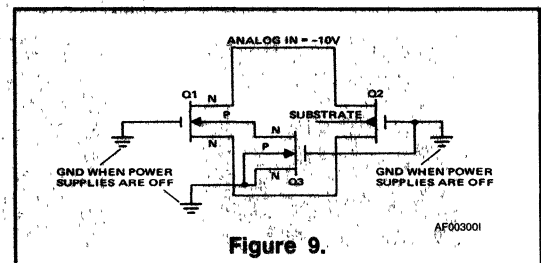 ANALOG IN = -10V
Q1
Q2
N
P
N
SUBSTRATE
N
P
N
Q3
GND WHEN POWER
SUPPLIES ARE OFF
GND WHEN POWER
SUPPLIES ARE OFF
AF00300I
Figure 9.